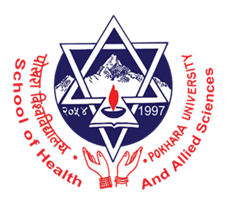 पोखरा विश्वविद्यालय
POKHARA UNIVERSITY
२०५४
1997
School of Health
And Allied Sciences